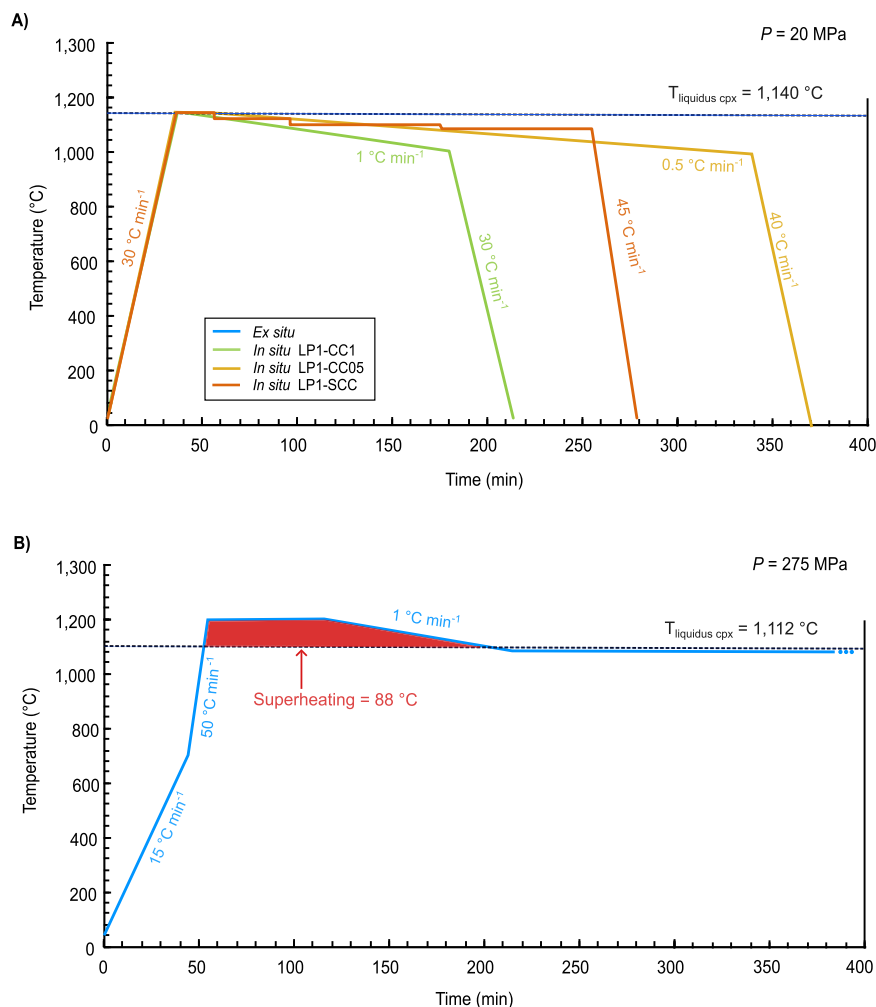 A)
P = 20 MPa
1,300
1,200
1,000
800
600
400
200
0
Temperature (°C)
T liquidus cpx = 1,140 °C
30 °C min-1
1 °C min-1
30 °C min-1
45 °C min-1
0.5 °C min-1
40 °C min-1
Ex situ
In situ LP1-CC1
In situ LP1-CC05
In situ LP1-SCC
0 50 100 150 200 250 300 350 400
Time (min)
B)
P = 275 MPa
1,300
1,200
1,000
800
600
400
200
0
Temperature (°C)
T liquidus cpx = 1,112 °C
15 °C min-1
50 °C min-1
1 °C min-1
Superheating = 88 °C
0 50 100 150 200 250 300 350 400
Time (min)